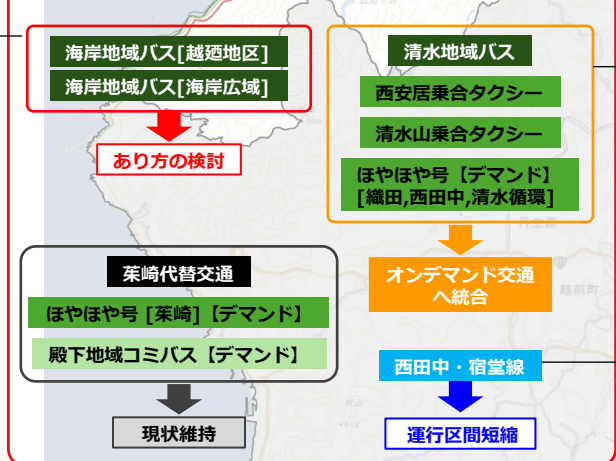 海岸地域バス[越廼地区]
海岸地域バス[海岸広域]
あり方の検討
清水地域バス
西安居乗合タクシー
清水山乗合タクシー
ほやほや号【デマンド】
[織田,西田中,清水循環]
オンデマンド交通
へ統合
越前町
茱崎代替交通
ほやほや号 [茱崎]【デマンド】
殿下地域コミバス【デマンド】
現状維持
西田中・宿堂線
運行区間短縮